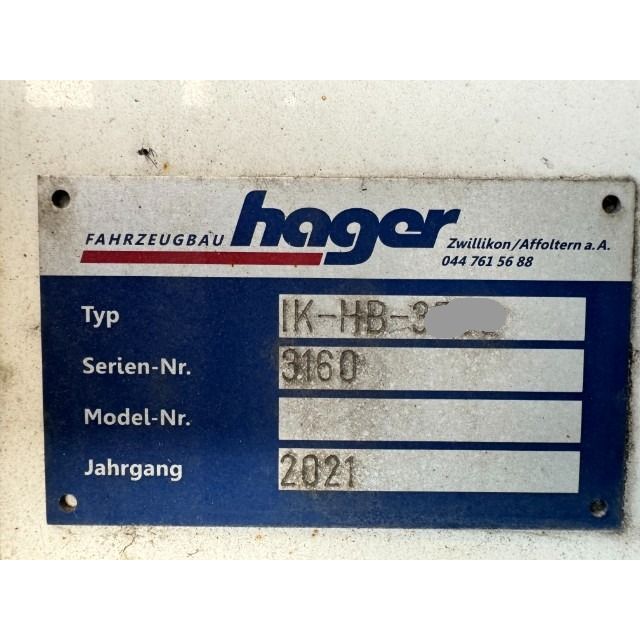 FAHRZEUGBAU hager Zwillikon/Affoltern a.A.
044 761 56 88
Typ IK-HB-3
Serien-Nr. 3160
Model-Nr.
Jahrgang 2021